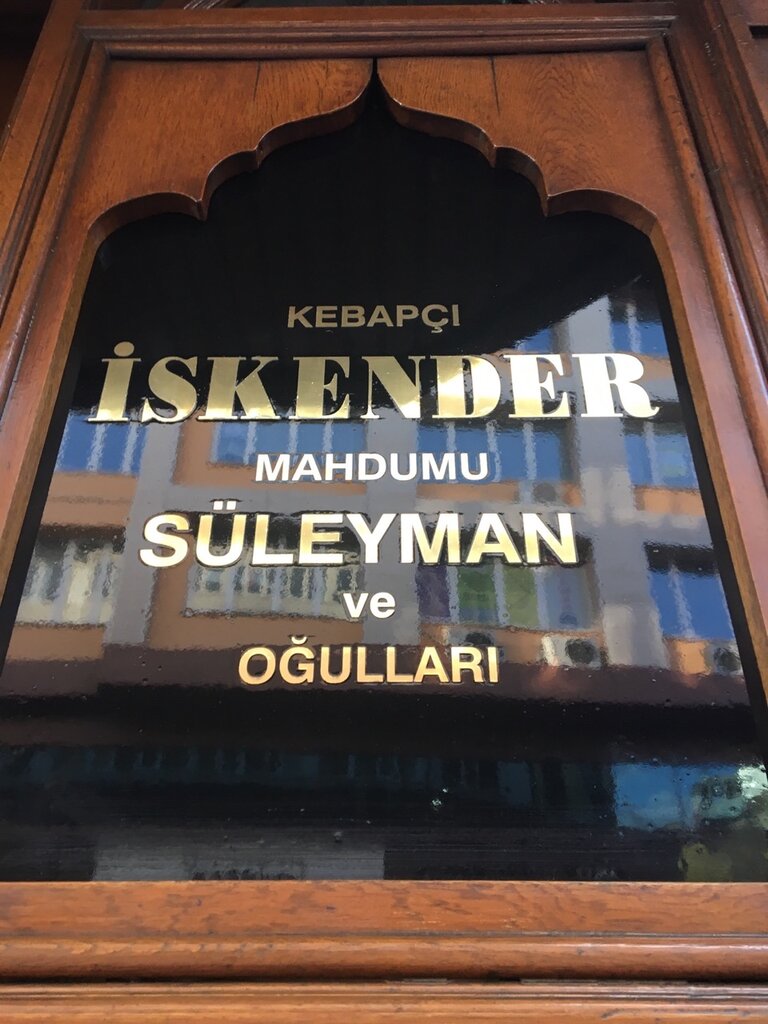 KEBAPÇI
İSKENDER
MAHDUMU
SÜLEYMAN
ve
OĞULLARI